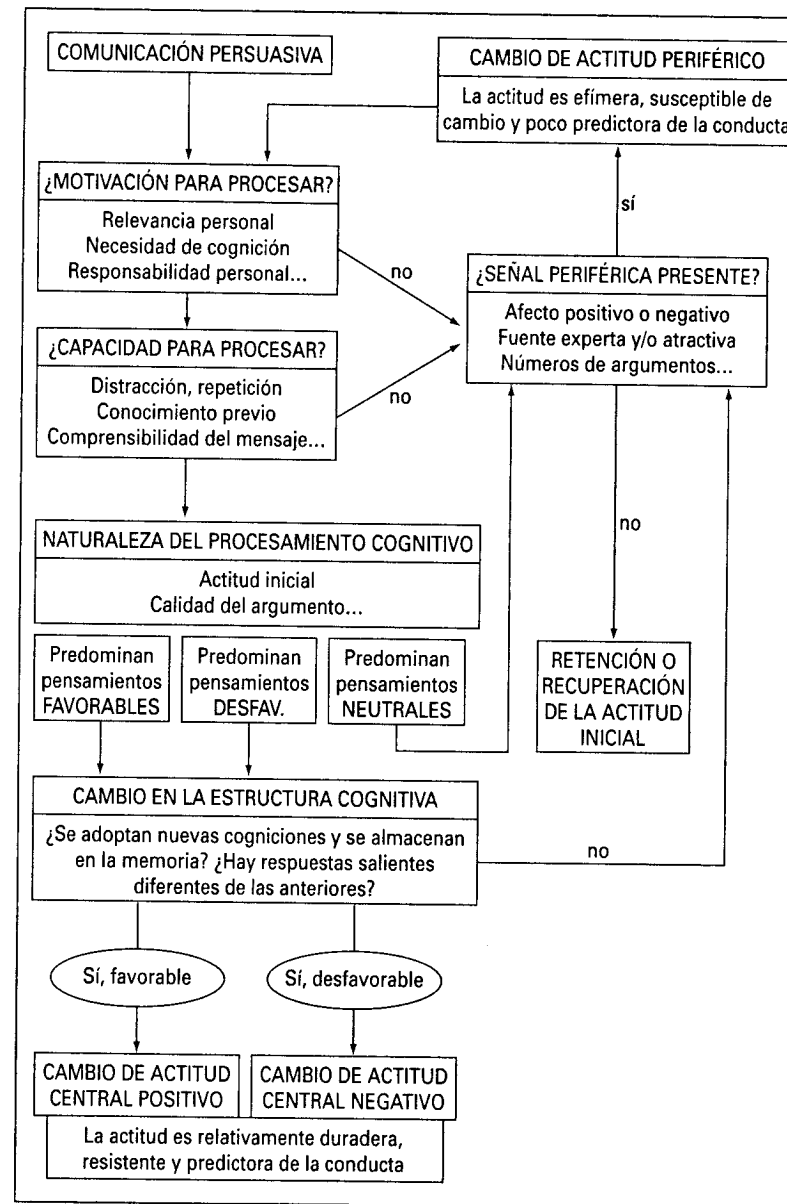 COMUNICACIÓN PERSUASIVA
CAMBIO DE ACTITUD PERIFÉRICO
La actitud es efímera, susceptible de
cambio y poco predictora de la conducta
¿MOTIVACIÓN PARA PROCESAR?
Relevancia personal
Necesidad de cognición
Responsabilidad personal...
no
sí
¿SEÑAL PERIFÉRICA PRESENTE?
Afecto positivo o negativo
Fuente experta y/o atractiva
Números de argumentos...
¿CAPACIDAD PARA PROCESAR?
Distracción, repetición
Conocimiento previo
Comprensibilidad del mensaje...
no
no
NATURALEZA DEL PROCESAMIENTO COGNITIVO
Actitud inicial
Calidad del argumento...
Predominan
pensamientos
FAVORABLES
Predominan
pensamientos
DESFAV.
Predominan
pensamientos
NEUTRALES
RETENCIÓN O
RECUPERACIÓN
DE LA ACTITUD
INICIAL
CAMBIO EN LA ESTRUCTURA COGNITIVA
¿Se adoptan nuevas cogniciones y se almacenan
en la memoria? ¿Hay respuestas salientes
diferentes de las anteriores?
no
Sí, favorable
Sí, desfavorable
CAMBIO DE ACTITUD
CENTRAL POSITIVO
CAMBIO DE ACTITUD
CENTRAL NEGATIVO
La actitud es relativamente duradera,
resistente y predictora de la conducta